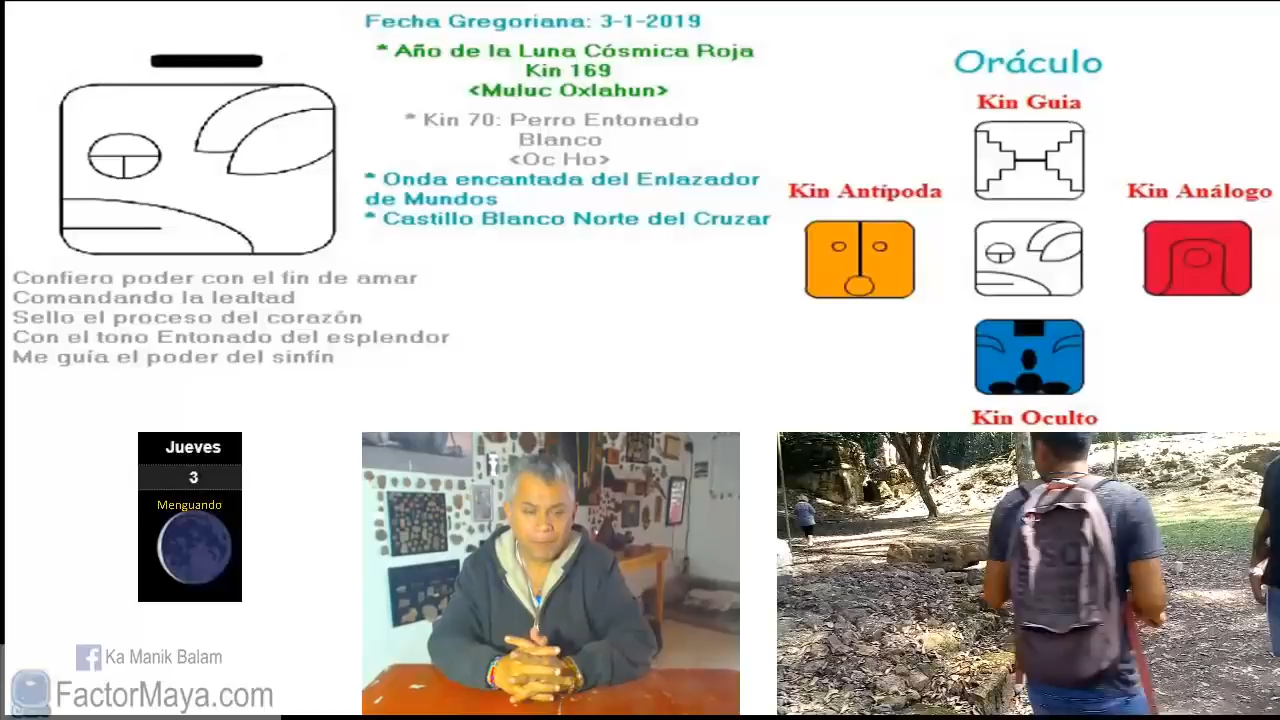 Fecha Gregoriana: 3-1-2019
* Año de la Luna Cósmica Roja
Kin 169
<Muluc Oxlahun>
* Kin 70: Perro Entonado
Blanco
<Oc Ho>
* Onda encantada del Enlazador
de Mundos
* Castillo Blanco Norte del Cruzar
Confiero poder con el fin de amar
Comandando la lealtad
Sello el proceso del corazón
Con el tono Entonado del esplendor
Me guía el poder del sinfín
Oráculo
Kin Guia
Kin Antípoda
Kin Análogo
Kin Oculto
Jueves
3
Menguando
Ka Manik Balam
FactorMaya.com